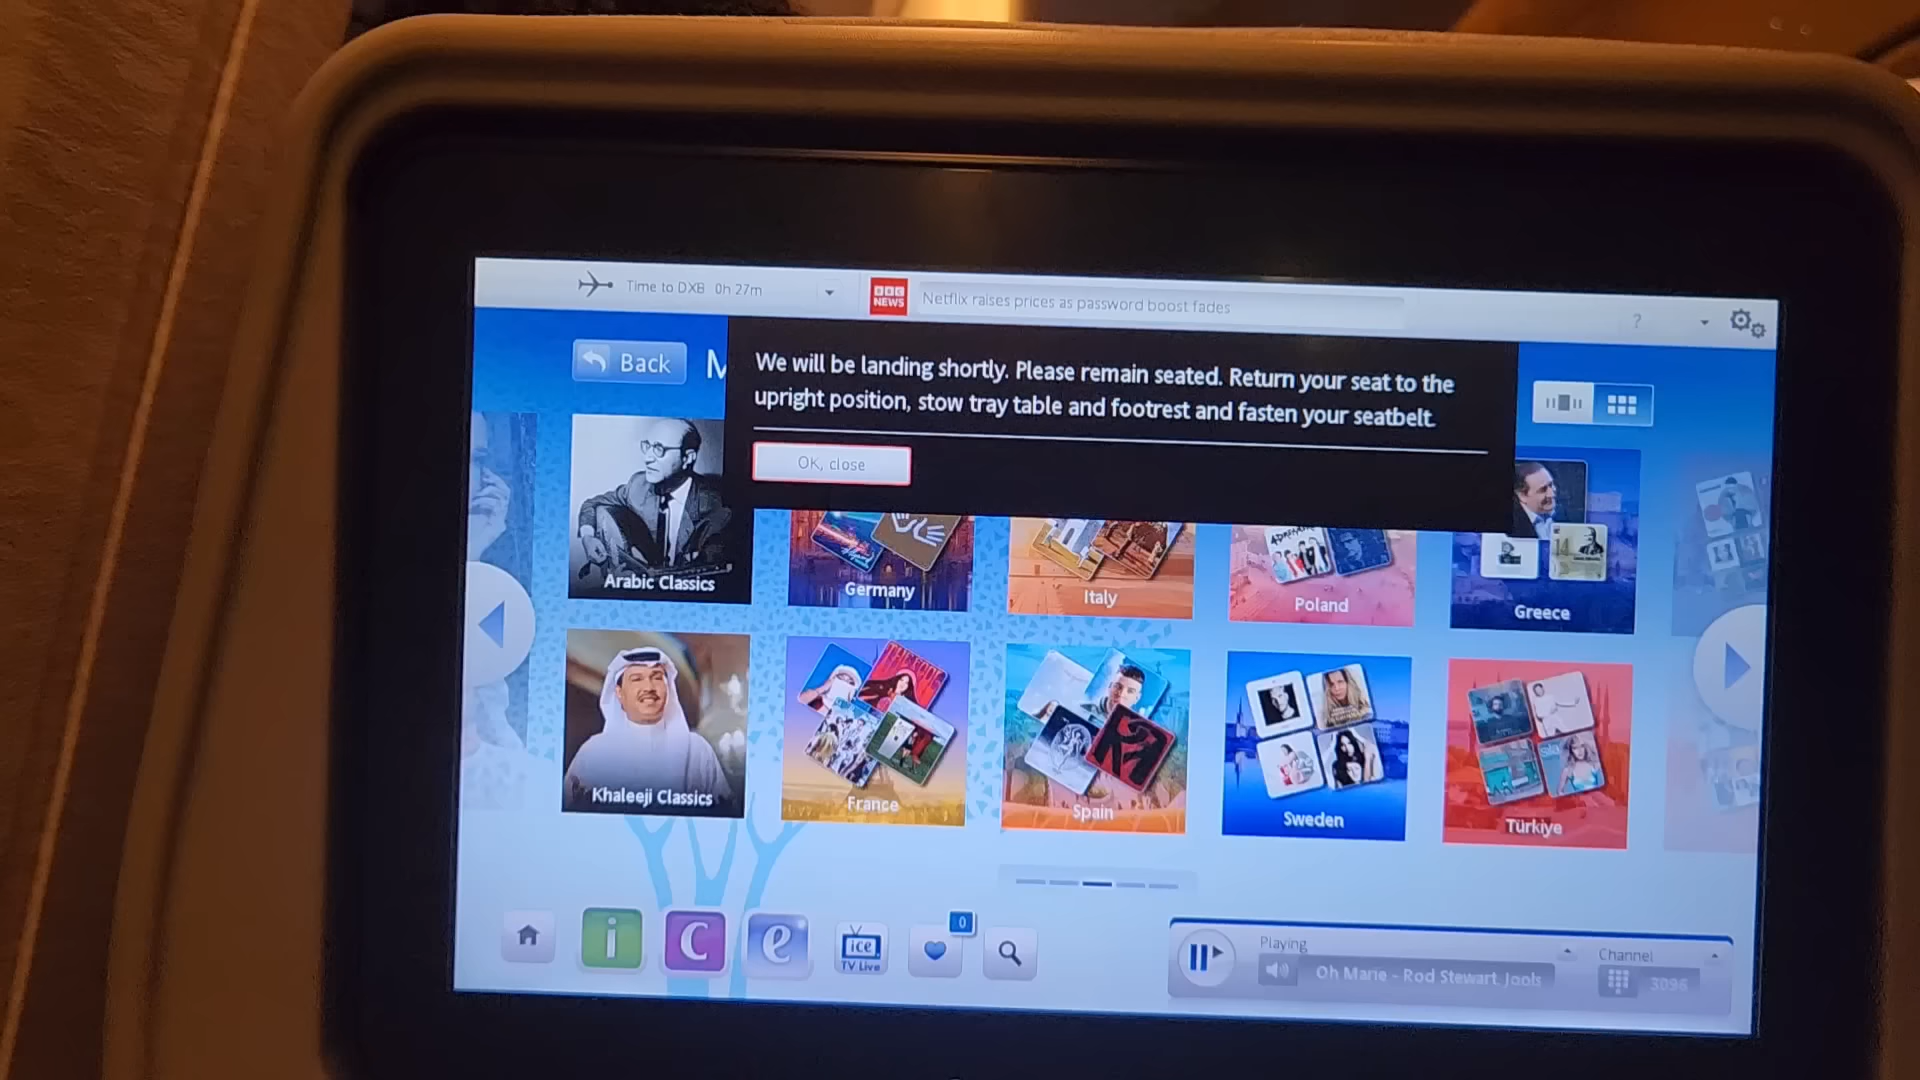 Time to DXB 0h 27m
BBC NEWS
Netflix raises prices as password boost fades
?
Back
M
We will be landing shortly. Please remain seated. Return your seat to the
upright position, stow tray table and footrest and fasten your seatbelt.
OK, close
Arabic Classics
Germany
Italy
Poland
Greece
Khaleeji Classics
France
Spain
Sweden
Türkiye
i
C
e
ice
TV Live
0
Playing
Oh Marie - Rod Stewart, Jools
Channel
3096